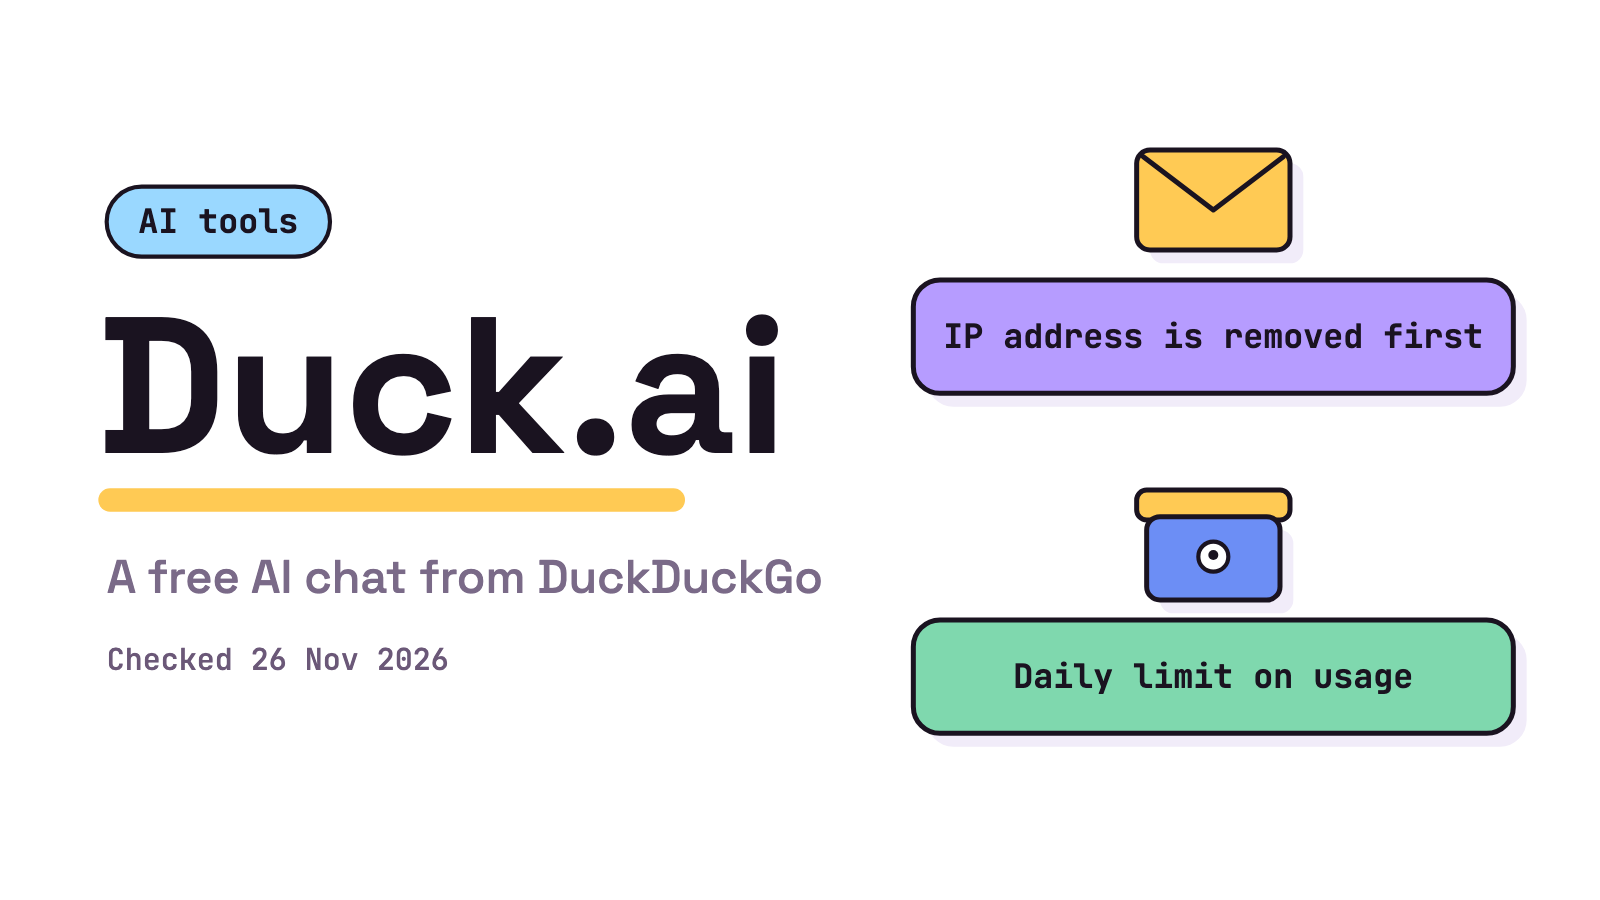 AI tools
Duck.ai
A free AI chat from DuckDuckGo
Checked 26 Nov 2026
IP address is removed first
Daily limit on usage